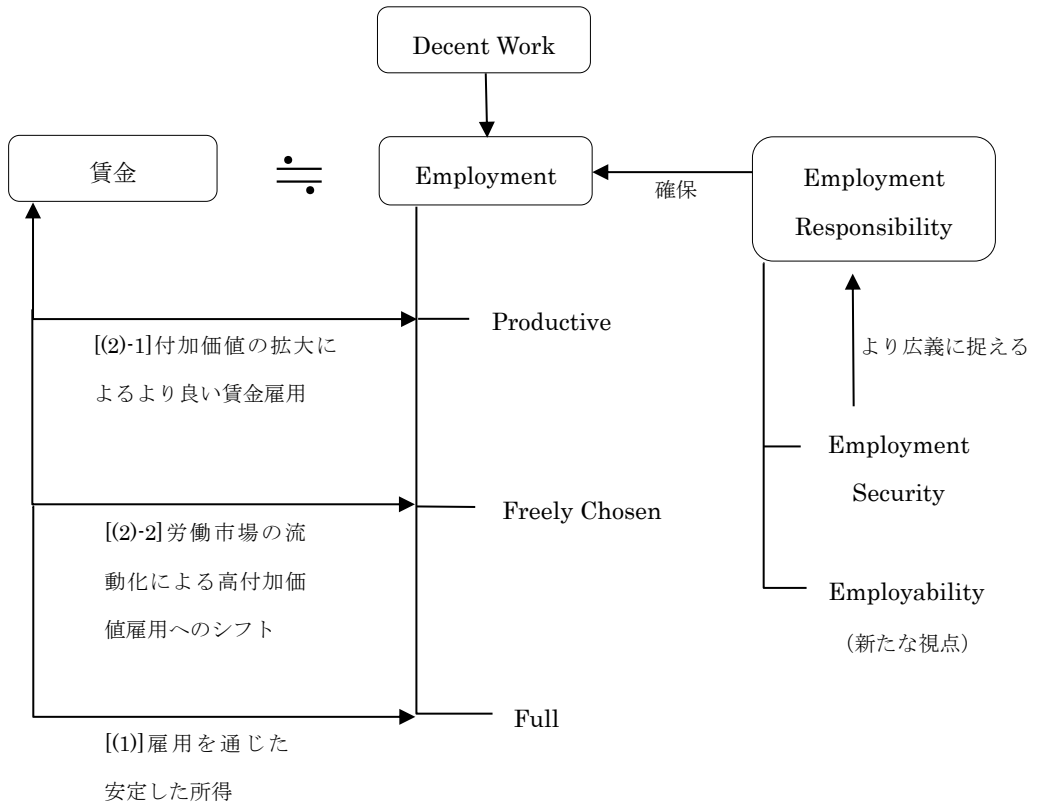 Decent Work
賃金
≒
Employment
確保
Employment
Responsibility
Productive
[(2)-1]付加価値の拡大に
よるより良い賃金雇用
より広義に捉える
Employment
Security
Freely Chosen
[(2)-2]労働市場の流
動化による高付加価
値雇用へのシフト
Employability
（新たな視点）
Full
[(1)]雇用を通じた
安定した所得